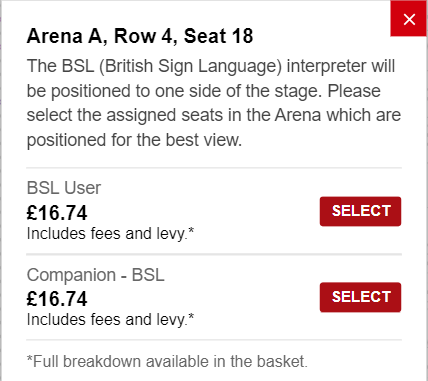 ×
Arena A, Row 4, Seat 18
The BSL (British Sign Language) interpreter will
be positioned to one side of the stage. Please
select the assigned seats in the Arena which are
positioned for the best view.
BSL User
£16.74
SELECT
Includes fees and levy.*
Companion - BSL
£16.74
SELECT
Includes fees and levy.*
*Full breakdown available in the basket.